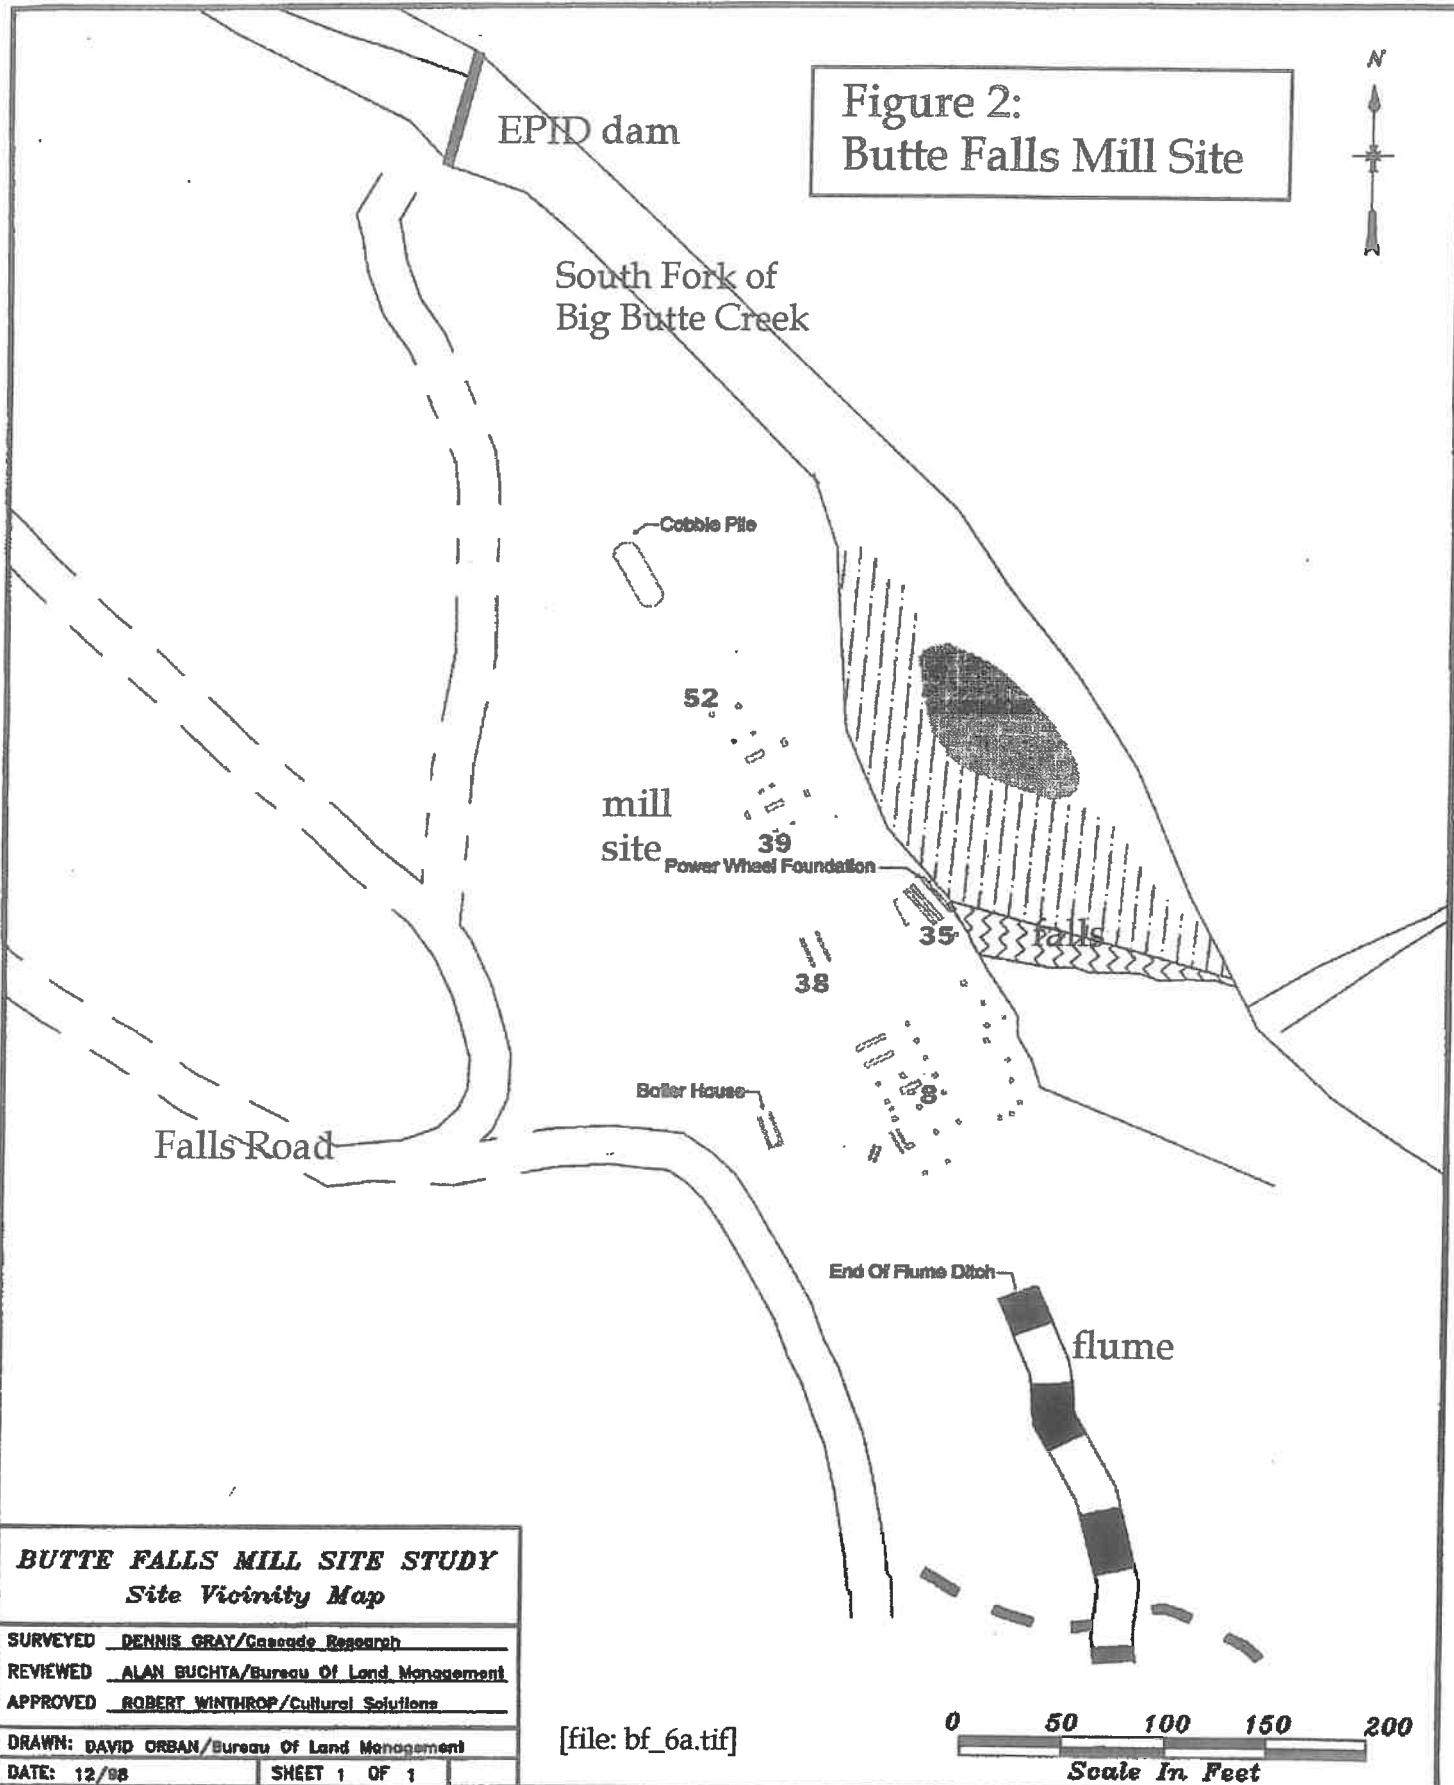 N
Figure 2:
Butte Falls Mill Site
EPID dam
South Fork of
Big Butte Creek
Cobble Pile
52
mill
site
39
Power Wheel Foundation
35
falls
38
Boiler House
8
Falls Road
End Of Flume Ditch
flume
BUTTE FALLS MILL SITE STUDY
Site Vicinity Map
SURVEYED DENNIS GRAY/Cascade Research
REVIEWED ALAN BUCHTA/Bureau Of Land Management
APPROVED ROBERT WINTHROP/Cultural Solutions
DRAWN: DAVID ORBAN/Bureau Of Land Management
DATE: 12/98 SHEET 1 OF 1
[file: bf_6a.tif]
0 50 100 150 200
Scale In Feet